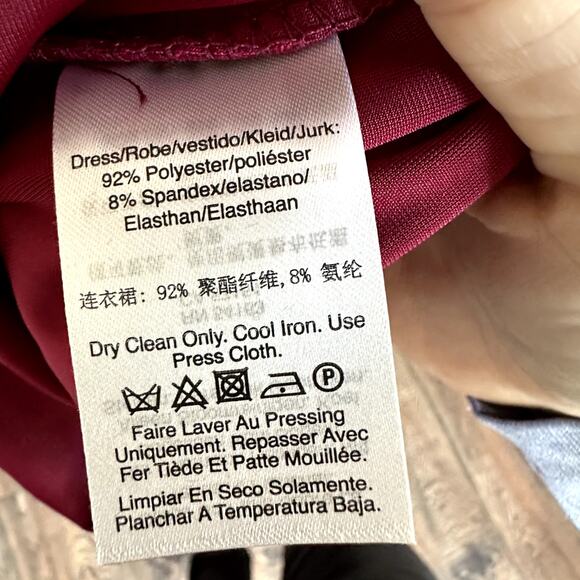 Dress/Robe/vestido/Kleid/Jurk:
92% Polyester/poliéster
8% Spandex/elastano/
Elasthan/Elasthaan
连衣裙: 92% 聚酯纤维,8% 氨纶
Dry Clean Only. Cool Iron. Use
Press Cloth.
P
Faire Laver Au Pressing
Uniquement. Repasser Avec
Fer Tiède Et Patte Mouillée.
Limpiar En Seco Solamente.
Planchar A Temperatura Baja.